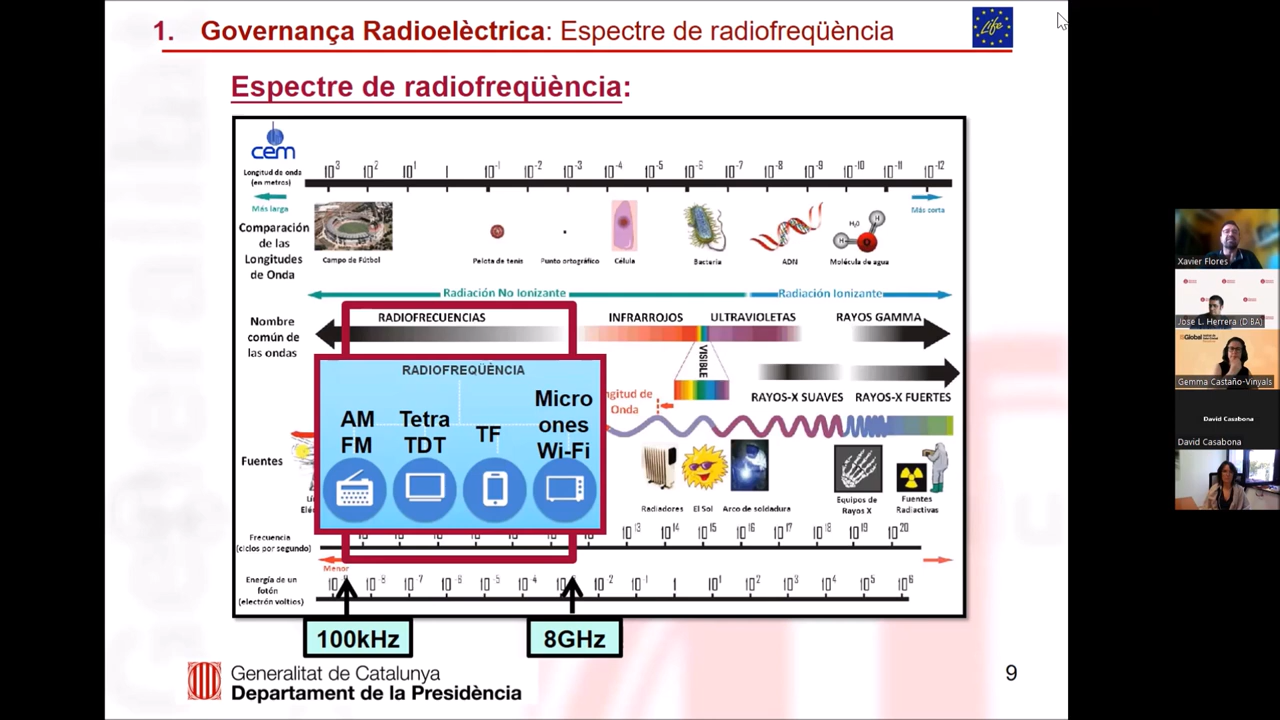 1. Governança Radioelèctrica: Espectre de radiofreqüència
Life
Espectre de radiofreqüència:
cem
Longitud de onda
(en metros)
10³ 10² 10¹ 1 10⁻¹ 10⁻² 10⁻³ 10⁻⁴ 10⁻⁵ 10⁻⁶ 10⁻⁷ 10⁻⁸ 10⁻⁹ 10⁻¹⁰ 10⁻¹¹ 10⁻¹²
Más larga
Más corta
Comparación
de las
Longitudes
de Onda
Campo de Fútbol
Pelota de tenis
Punto ortográfico
Célula
Bacteria
ADN
H₂O
H
H
O
Molécula de agua
Radiación No Ionizante
Radiación Ionizante
Nombre
común de
las ondas
RADIOFRECUENCIAS
INFRARROJOS
ULTRAVIOLETAS
RAYOS GAMMA
VISIBLE
RAYOS-X SUAVES
RAYOS-X FUERTES
RADIOFREQÜÈNCIA
AM
FM
Tetra
TDT
TF
Micro
ones
Wi-Fi
Onda
Fuentes
Radiadores
El Sol
Arco de soldadura
Equipos de
Rayos X
Fuentes
Radiactivas
Frecuencia
(ciclos por segundo)
10¹³ 10¹⁴ 10¹⁵ 10¹⁶ 10¹⁷ 10¹⁸ 10¹⁹ 10²⁰
Menor
Energía de un
fotón
(electrón voltios)
10⁻⁸ 10⁻⁷ 10⁻⁶ 10⁻⁵ 10⁻⁴ 10⁻² 10⁻¹ 1 10¹ 10² 10³ 10⁴ 10⁵ 10⁶
100kHz
8GHz
Generalitat de Catalunya
Departament de la Presidència
9
Xavier Flores
Jose L. Herrera (DIBA)
ISGlobal
Gemma Castaño-Vinyals
David Casabona
David Casabona